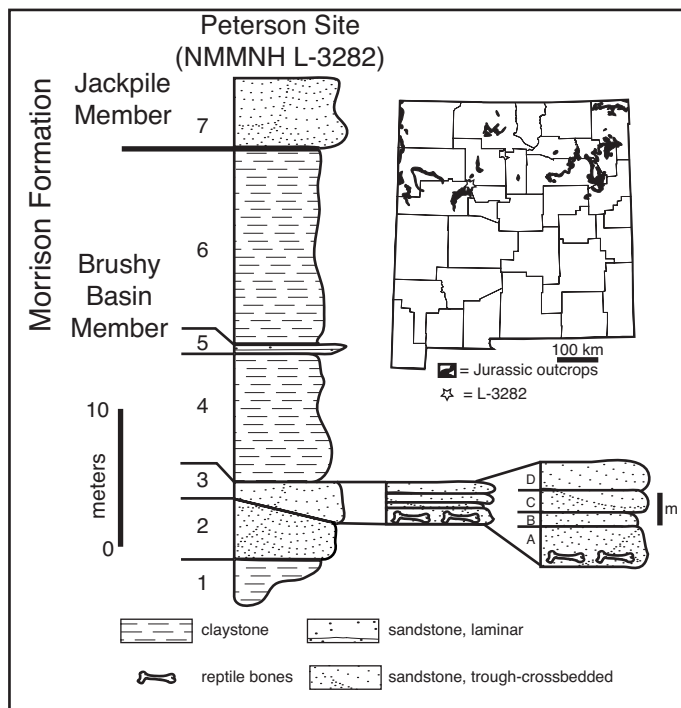 Peterson Site
(NMMNH L-3282)
Morrison Formation
Jackpile
Member
7
6
Brushy
Basin
Member
5
4
3
2
1
10
meters
0
100 km
= Jurassic outcrops
= L-3282
D
C
B
A
m
claystone
sandstone, laminar
reptile bones
sandstone, trough-crossbedded